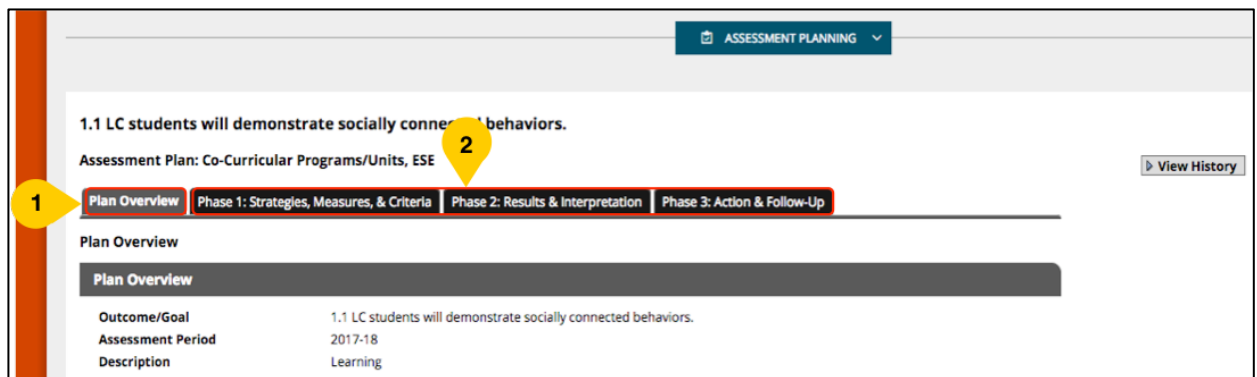 ASSESSMENT PLANNING
1.1 LC students will demonstrate socially behaviors.
2
Assessment Plan: Co-Curricular Programs/Units, ESE
View History
1
Plan Overview Phase 1: Strategies, Measures, & Criteria Phase 2: Results & Interpretation Phase 3: Action & Follow-Up
Plan Overview
Plan Overview
Outcome/Goal 1.1 LC students will demonstrate socially connected behaviors.
Assessment Period 2017-18
Description Learning